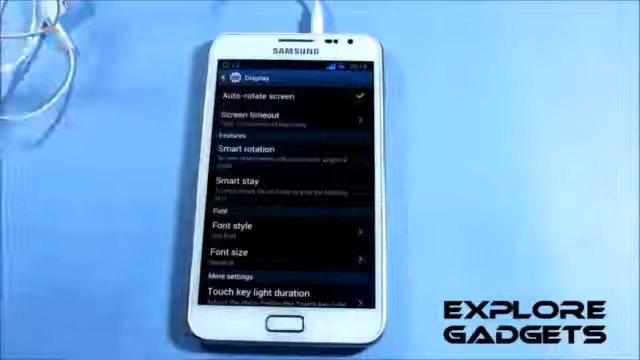 SAMSUNG
Display
Auto-rotate screen
Screen timeout
Features
Smart rotation
Smart stay
Font
Font style
Font size
More settings
Touch key light duration
EXPLORE
GADGETS